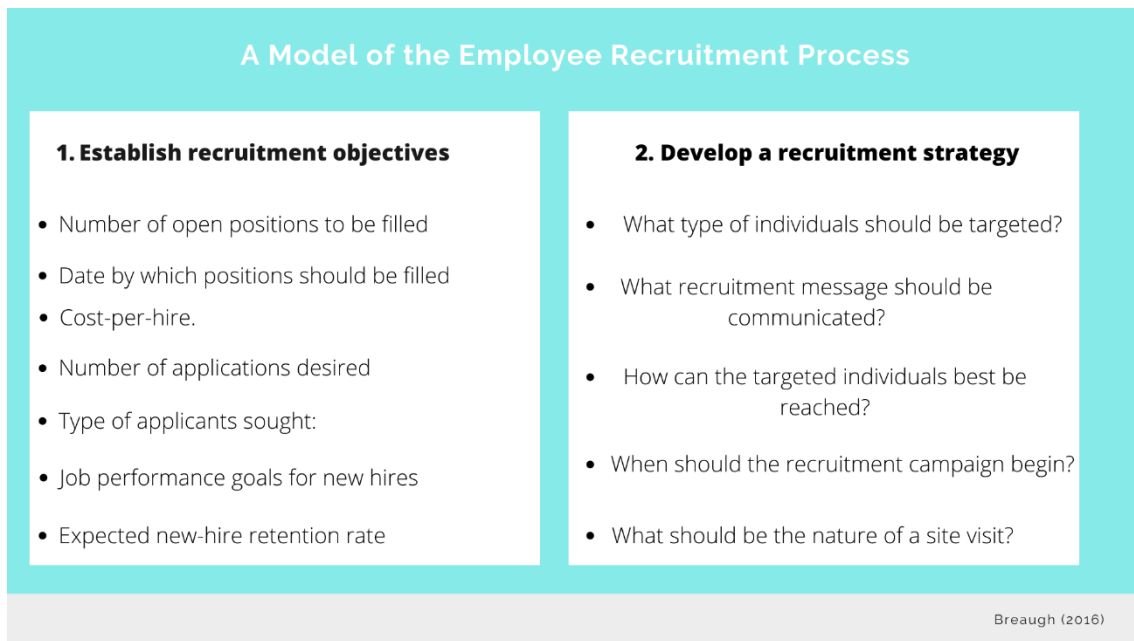 A Model of the Employee Recruitment Process
1. Establish recruitment objectives
• Number of open positions to be filled
• Date by which positions should be filled
• Cost-per-hire.
• Number of applications desired
• Type of applicants sought:
• Job performance goals for new hires
• Expected new-hire retention rate
2. Develop a recruitment strategy
• What type of individuals should be targeted?
• What recruitment message should be
communicated?
• How can the targeted individuals best be
reached?
• When should the recruitment campaign begin?
• What should be the nature of a site visit?
Breaugh (2016)